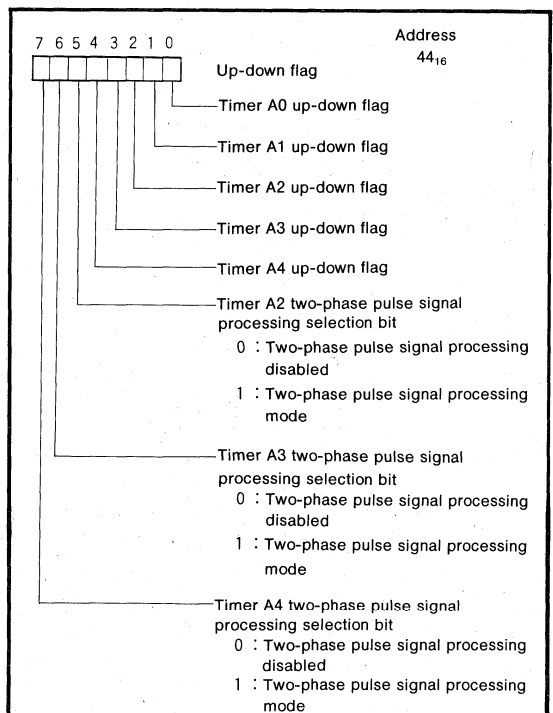 Address
7 6 5 4 3 2 1 0
44₁₆
Up-down flag
Timer A0 up-down flag
Timer A1 up-down flag
Timer A2 up-down flag
Timer A3 up-down flag
Timer A4 up-down flag
Timer A2 two-phase pulse signal
processing selection bit
0 : Two-phase pulse signal processing
disabled
1 : Two-phase pulse signal processing
mode
Timer A3 two-phase pulse signal
processing selection bit
0 : Two-phase pulse signal processing
disabled
1 : Two-phase pulse signal processing
mode
Timer A4 two-phase pulse signal
processing selection bit
0 : Two-phase pulse signal processing
disabled
1 : Two-phase pulse signal processing
mode